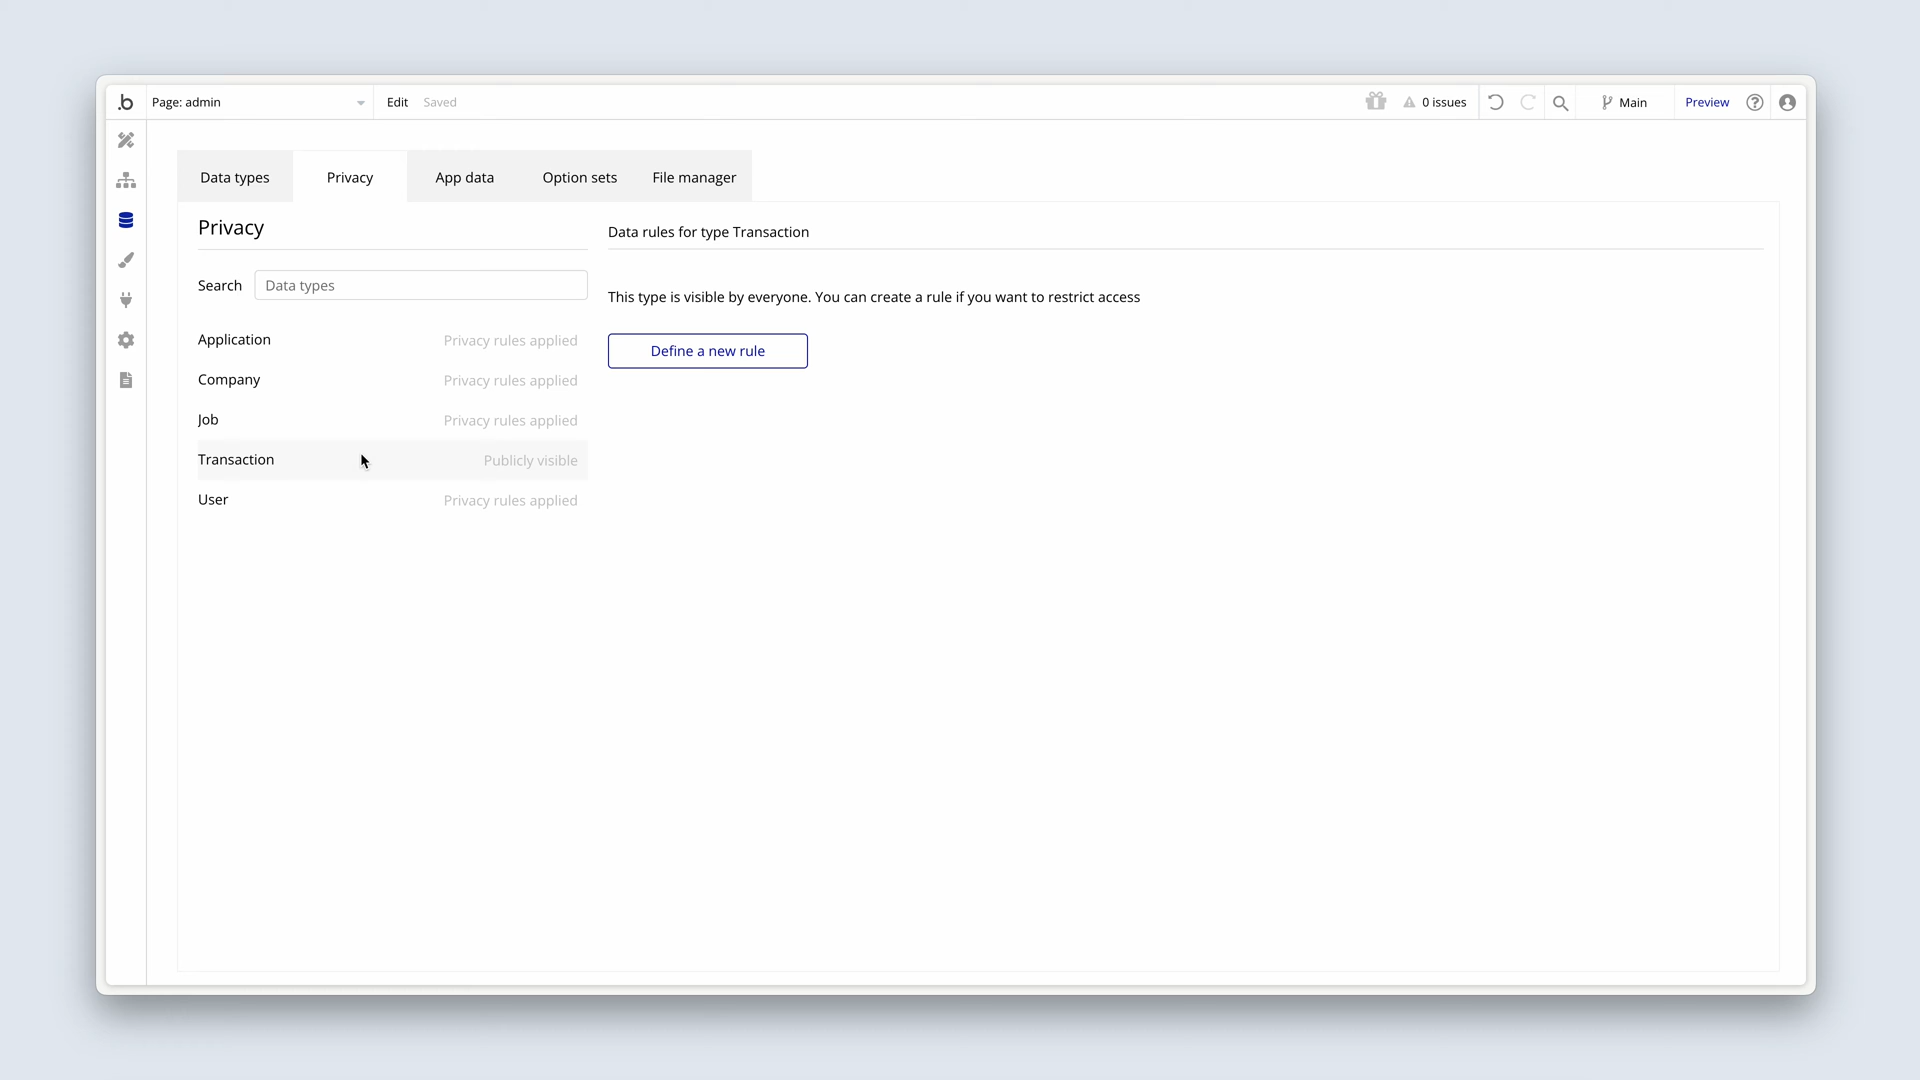 .b Page: admin Edit Saved 0 issues Main Preview ?
Data types Privacy App data Option sets File manager
Privacy
Data rules for type Transaction
Search Data types
This type is visible by everyone. You can create a rule if you want to restrict access
Define a new rule
Application Privacy rules applied
Company Privacy rules applied
Job Privacy rules applied
Transaction Publicly visible
User Privacy rules applied